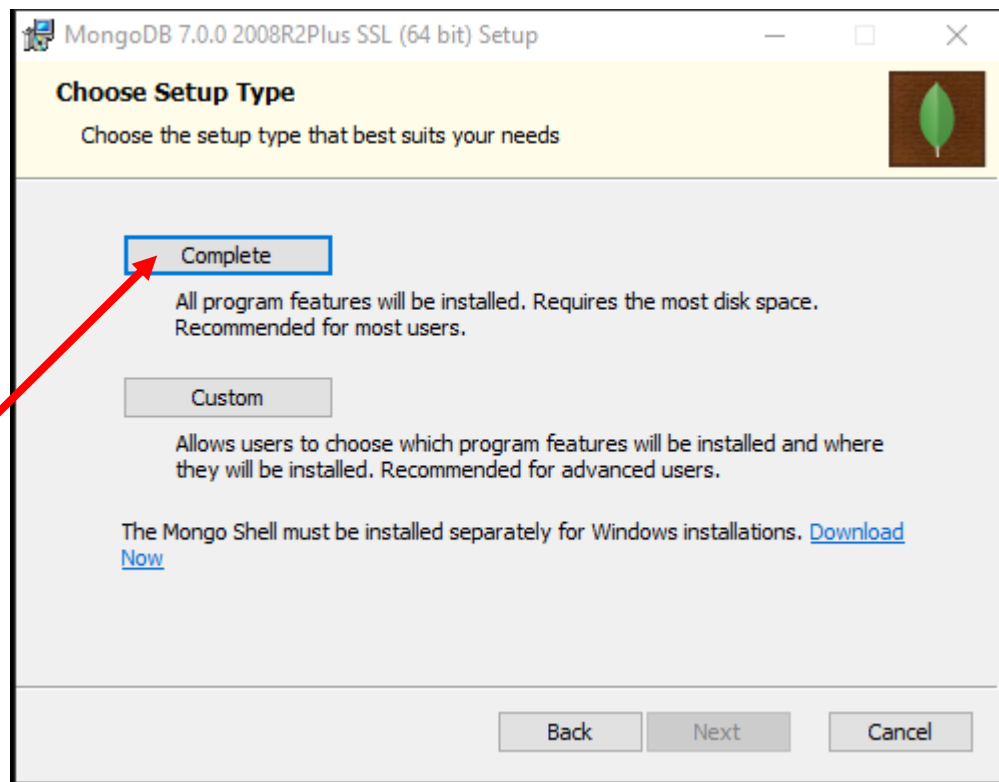 MongoDB 7.0.0 2008R2Plus SSL (64 bit) Setup
Choose Setup Type
Choose the setup type that best suits your needs
Complete
All program features will be installed. Requires the most disk space.
Recommended for most users.
Custom
Allows users to choose which program features will be installed and where
they will be installed. Recommended for advanced users.
The Mongo Shell must be installed separately for Windows installations. Download
Now
Back Next Cancel